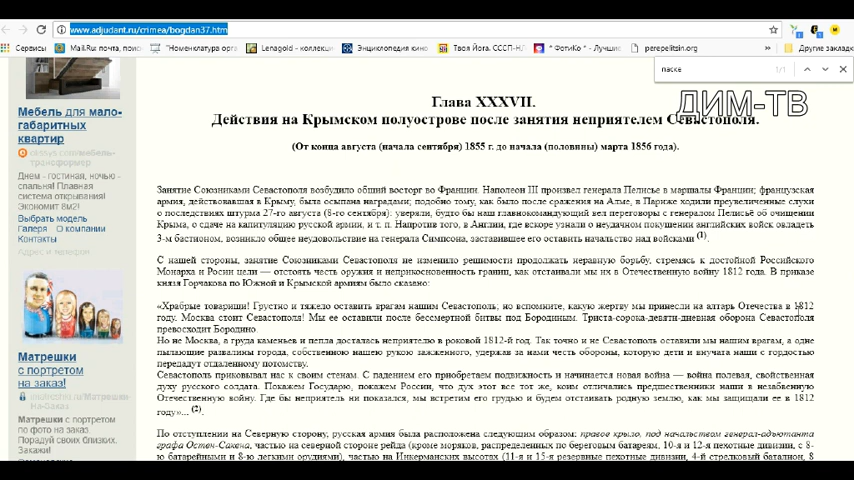 www.adjudant.ru/crimea/bogdan37.htm
Сервисы
Mail.Ru: почта, поиск
"Номенклатура орга
Lenagold - коллекци
Энциклопедия кино
Твоя Йога. СССР-НЛ
* ФотиКо * - Лучшие
perepelitsin.org
»
Другие заклад
паске
1/1
ДИМ-ТВ
Мебель для мало-
габаритных
квартир
Днем - гостиная, ночью -
спальня! Плавная
система открывания!
Экономит 8м2!
Выбрать модель
Галерея О компании
Контакты
Адрес и телефон
Матрешки
с портретом
на заказ!
Матрешки с портретом
по фото на заказ.
Порадуй своих близких.
Закажи!
Глава XXXVII.
Действия на Крымском полуострове после занятия неприятелем Севастополя.
(От конца августа (начала сентября) 1855 г. до начала (половины) марта 1856 года).
Занятие Союзниками Севастополя возбудило общий восторг во Франции. Наполеон III произвел генерала Пелисье в маршалы Франции; французская
армия, действовавшая в Крыму, была осыпана наградами; подобно тому, как было после сражения на Алме, в Париже ходили преувеличенные слухи
о последствиях штурма 27-го августа (8-го сентября): уверяли, будто бы наш главнокомандующий вел переговоры с генералом Пелисьё об очищении
Крыма, о сдаче на капитуляцию русской армии, и т. п. Напротив того, в Англии, где вскоре узнали о неудачном покушении английских войск овладеть
3-м бастионом, возникло общее неудовольствие на генерала Симпсона, заставившее его оставить начальство над войсками (1).
С нашей стороны, занятие Союзниками Севастополя не изменило решимости продолжать неравную борьбу, стремясь к достойной Российского
Монарха и Росии цели — отстоять честь оружия и неприкосновенность границ, как отстаивали мы их в Отечественную войну 1812 года. В приказе
князя Горчакова по Южной и Крымской армиям было сказано:
«Храбрые товарищи! Грустно и тяжело оставить врагам нашим Севастополь; но вспомните, какую жертву мы принесли на алтарь Отечества в 1812
году. Москва стоит Севастополя! Мы ее оставили после бессмертной битвы под Бородиным. Триста-сорока-девяти-дневная оборона Севастополя
превосходит Бородино.
Но не Москва, а груда каменьев и пепла досталась неприятелю в роковой 1812-й год. Так точно и не Севастополь оставили мы нашим врагам, а одне
пылающие развалины города, собственною нашею рукою зажженного, удержав за нами честь обороны, которую дети и внучата наши с гордостью
передадут отдаленному потомству.
Севастополь приковывал нас к своим стенам. С падением его приобретаем подвижность и начинается новая война — война полевая, свойственная
духу русского солдата. Покажем Государю, покажем России, что дух этот все тот же, коим отличались предшественники наши в незабвенную
Отечественную войну. Где бы неприятель ни показался, мы встретим его грудью и будем отстаивать родную землю, как мы защищали ее в 1812
году»... (2).
По отступлении на Северную сторону, русская армия была расположена следующим образом: правое крыло, под начальством генерал-адъютанта
графа Остен-Сакена, частью на северной стороне рейда (кроме моряков, распределенных по береговым батареям, 10-я и 12-я пехотные дивизии, с 8-
ю батарейными и 8-ю легкими орудиями), частью на Инкерманских высотах (11-я и 15-я резервные пехотные дивизии, 4-й стрелковый баталион, 8